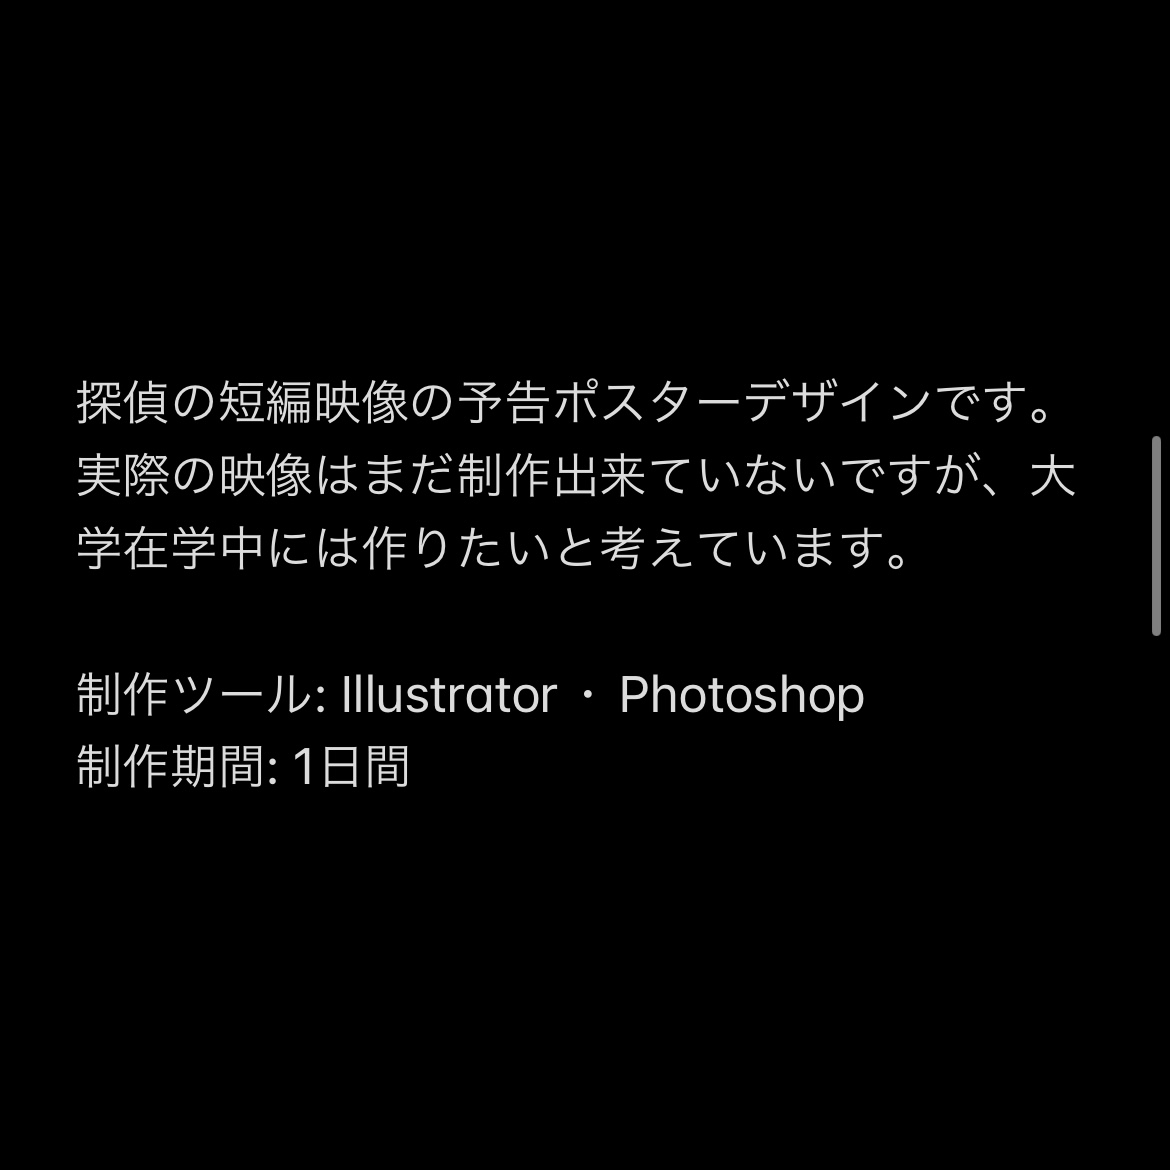 探偵の短編映像の予告ポスターデザインです。
実際の映像はまだ制作出来ていないですが、大
学在学中には作りたいと考えています。
制作ツール: Illustrator・Photoshop
制作期間: 1日間